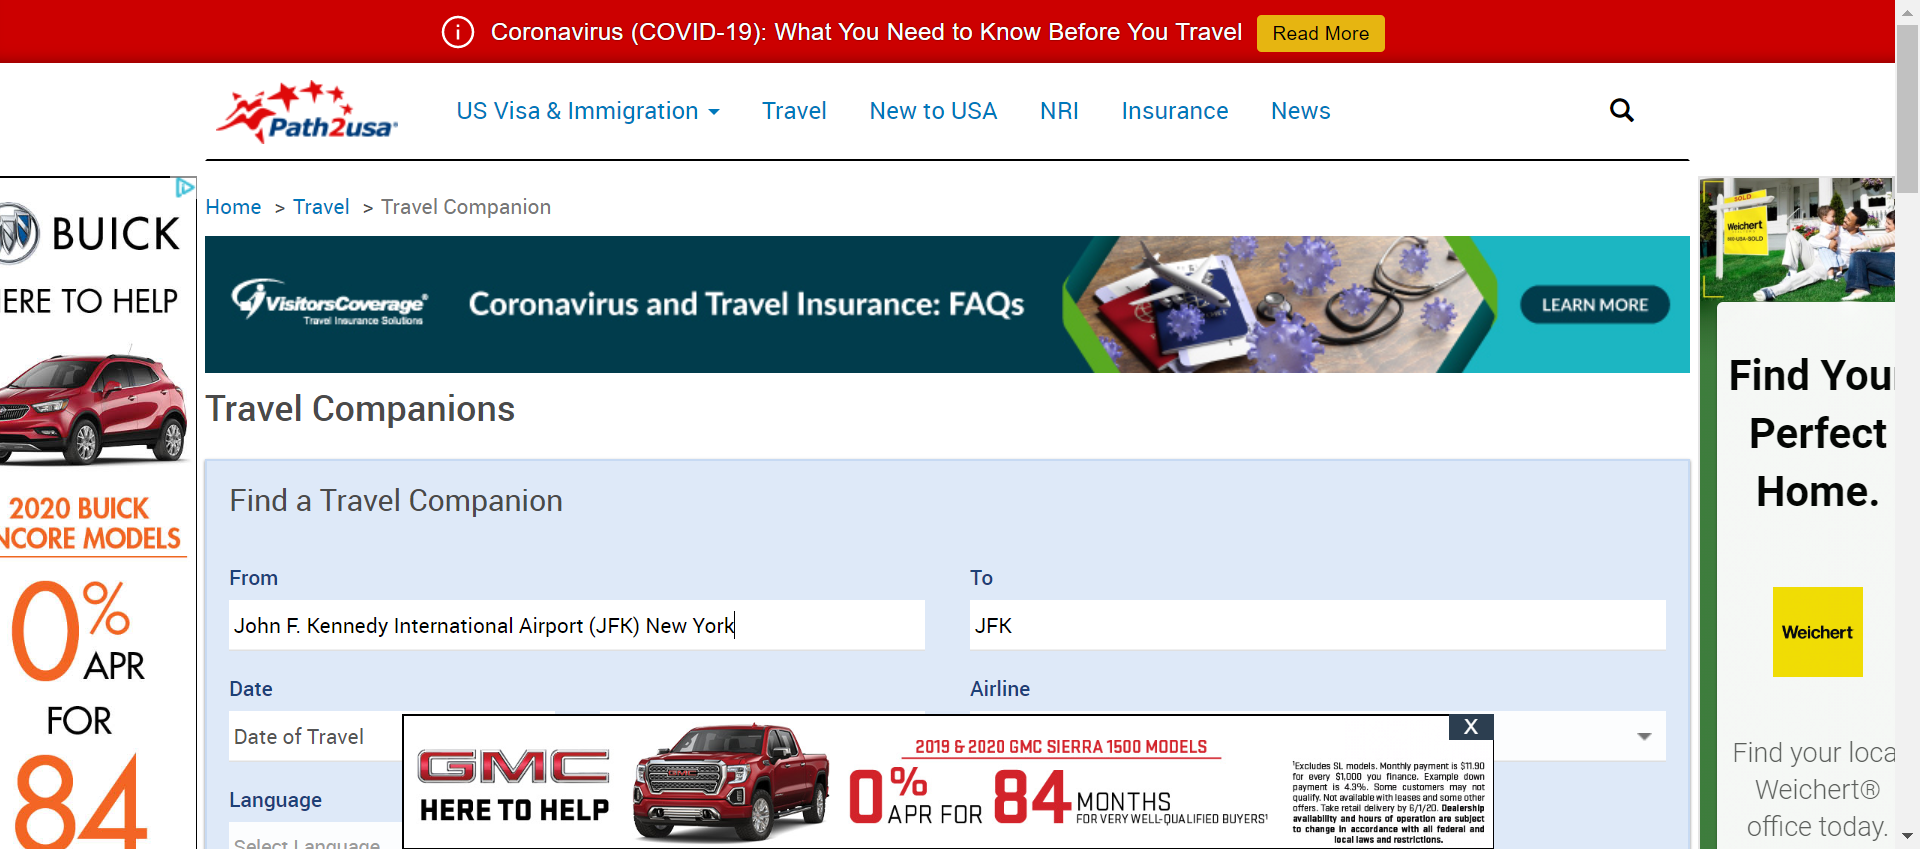 Coronavirus (COVID-19): What You Need to Know Before You Travel Read More
Path2usa
US Visa & Immigration Travel New to USA NRI Insurance News
Home > Travel > Travel Companion
BUICK
ERE TO HELP
2020 BUICK
NCORE MODELS
0% APR
FOR
84
VisitorsCoverage
Travel Insurance Solutions
Coronavirus and Travel Insurance: FAQs
LEARN MORE
Travel Companions
Find a Travel Companion
From
To
John F. Kennedy International Airport (JFK) New York
JFK
Date
Airline
Date of Travel
Language
Select Language
GMC
HERE TO HELP
2019 & 2020 GMC SIERRA 1500 MODELS
0% APR FOR 84 MONTHS
FOR VERY WELL-QUALIFIED BUYERS¹
X
¹Excludes SL models. Monthly payment is $11.90
for every $1,000 you finance. Example down
payment is 4.3%. Some customers may not
qualify. Not available with leases and some other
offers. Take retail delivery by 6/1/20. Dealership
availability and hours of operation are subject
to change in accordance with all federal and
local laws and restrictions.
SOLD
Weichert
Find Your
Perfect
Home.
Weichert
Find your loca
Weichert®
office today.